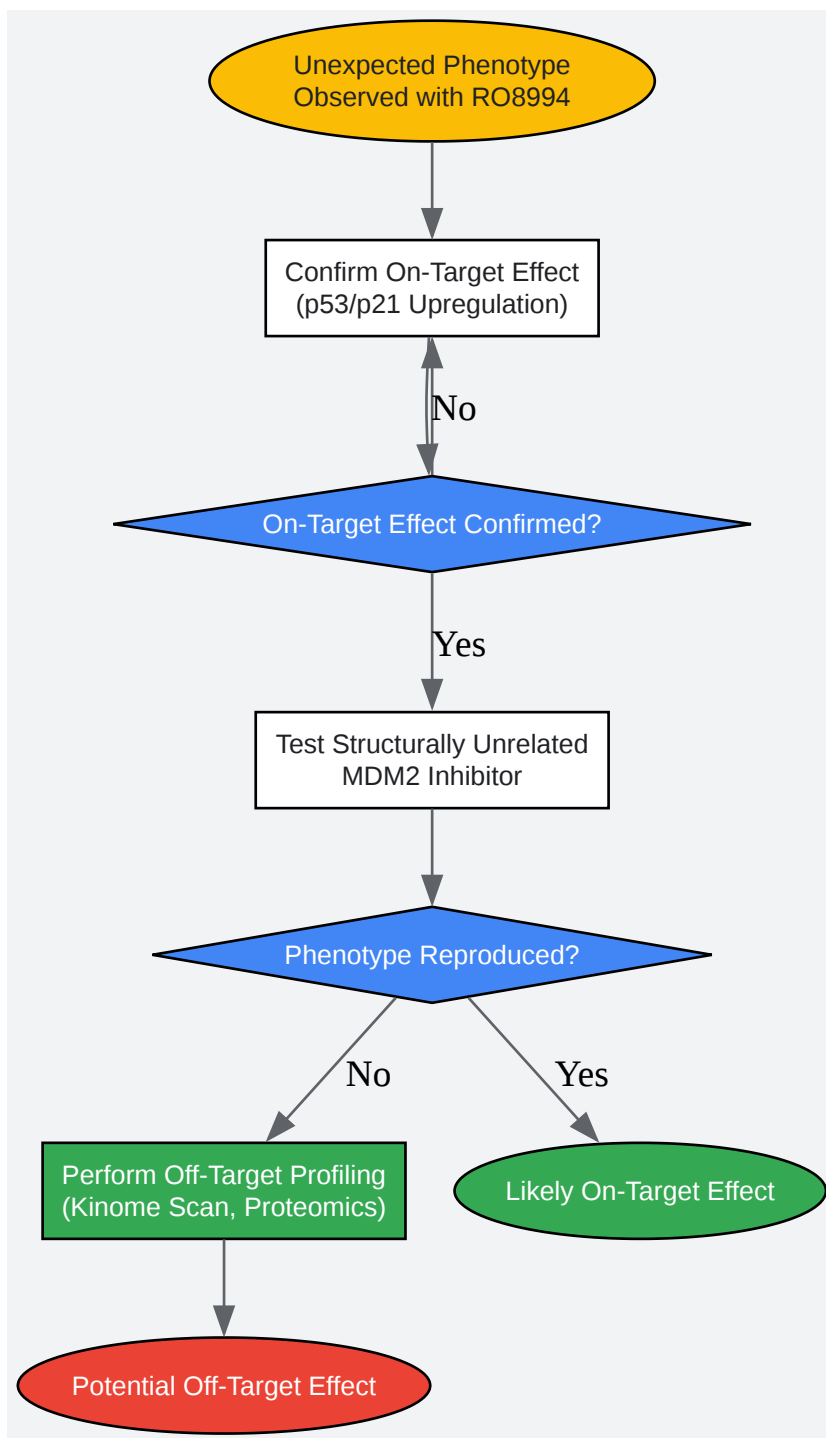 Unexpected Phenotype
Observed with RO8994
Confirm On-Target Effect
(p53/p21 Upregulation)
No
On-Target Effect Confirmed?
Yes
Test Structurally Unrelated
MDM2 Inhibitor
Phenotype Reproduced?
No
Yes
Perform Off-Target Profiling
(Kinome Scan, Proteomics)
Likely On-Target Effect
Potential Off-Target Effect